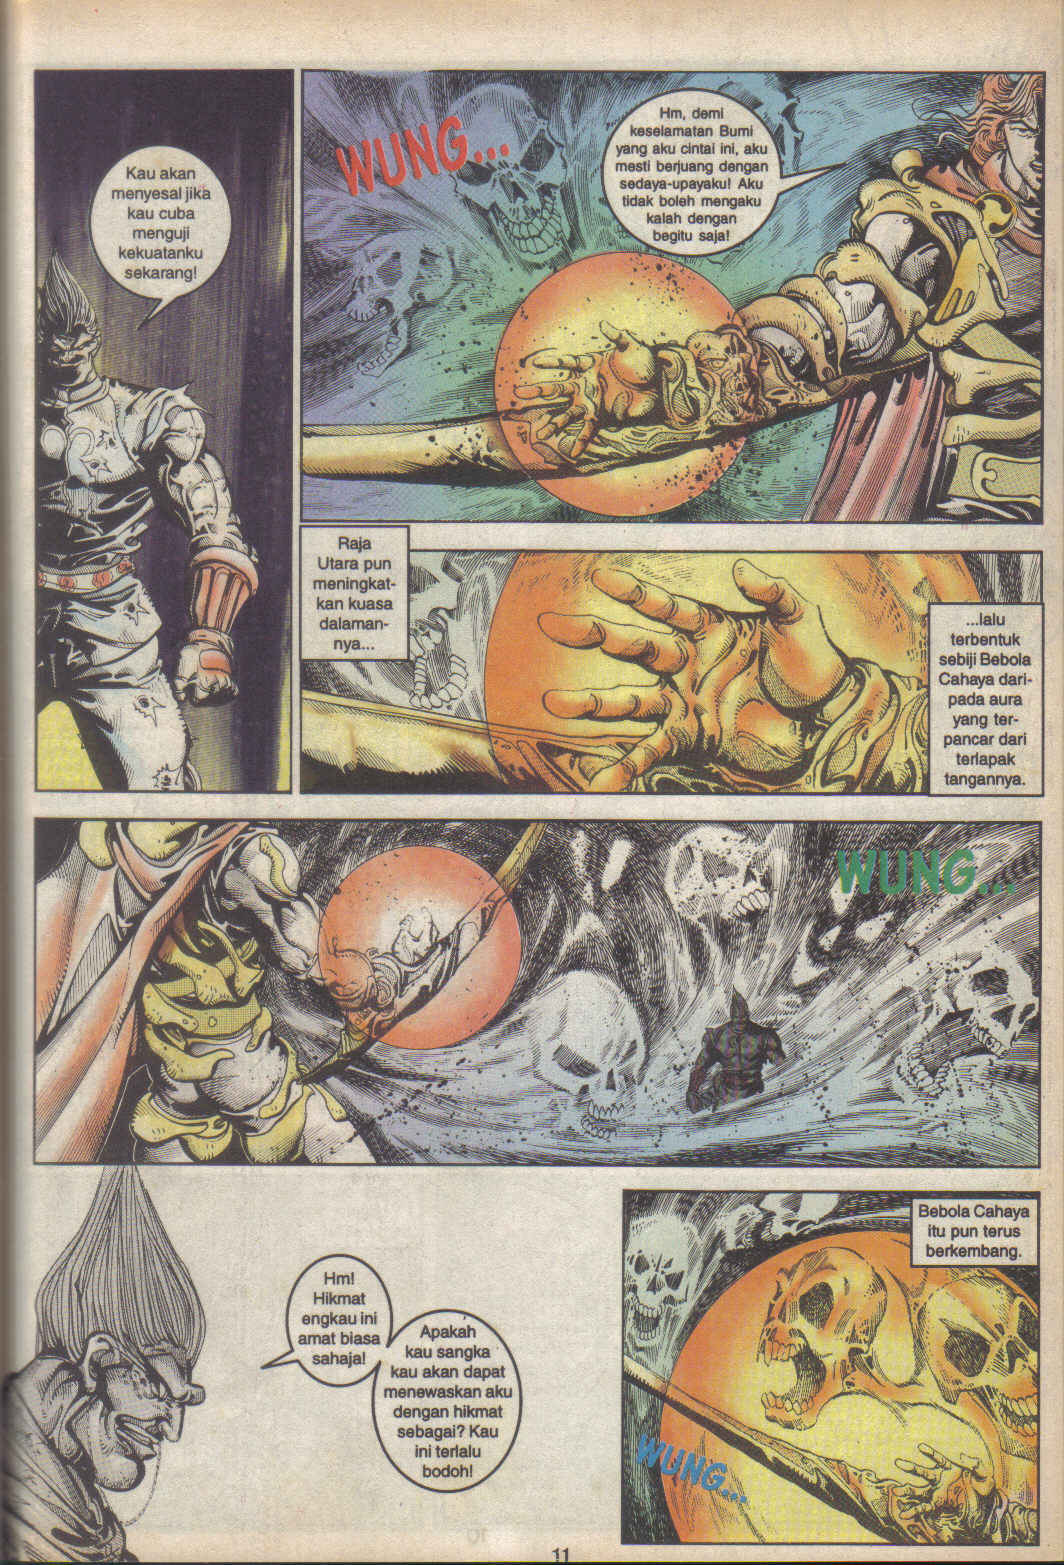 Kau akan
menyesal jika
kau cuba
menguji
kekuatanku
sekarang!
WUNG...
Hm, demi
keselamatan Bumi
yang aku cintai ini, aku
mesti berjuang dengan
sedaya-upayaku! Aku
tidak boleh mengaku
kalah dengan
begitu saja!
Raja
Utara pun
meningkat-
kan kuasa
dalaman-
nya...
...lalu
terbentuk
sebiji Bebola
Cahaya dari-
pada aura
yang ter-
pancar dari
terlapak
tangannya.
WUNG...
Hm!
Hikmat
engkau ini
amat biasa
sahaja!
Apakah
kau sangka
kau akan dapat
menewaskan aku
dengan hikmat
sebagai? Kau
ini terlalu
bodoh!
Bebola Cahaya
itu pun terus
berkembang.
WUNG...
11